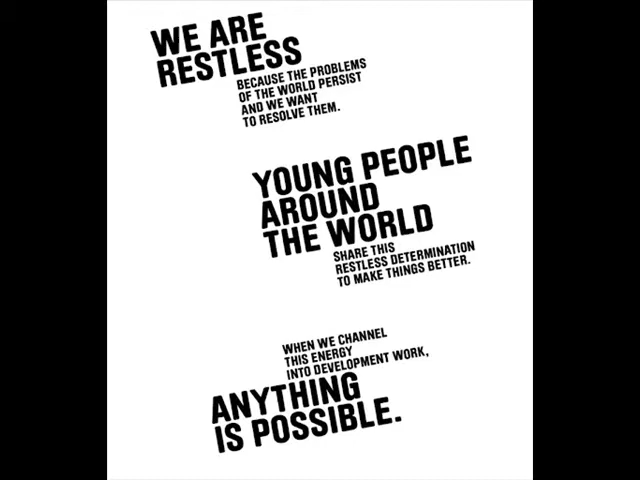 WE ARE
RESTLESS
BECAUSE THE PROBLEMS
OF THE WORLD PERSIST
AND WE WANT
TO RESOLVE THEM.
YOUNG PEOPLE
AROUND
THE WORLD
SHARE THIS
RESTLESS DETERMINATION
TO MAKE THINGS BETTER.
WHEN WE CHANNEL
THIS ENERGY
INTO DEVELOPMENT WORK,
ANYTHING
IS POSSIBLE.